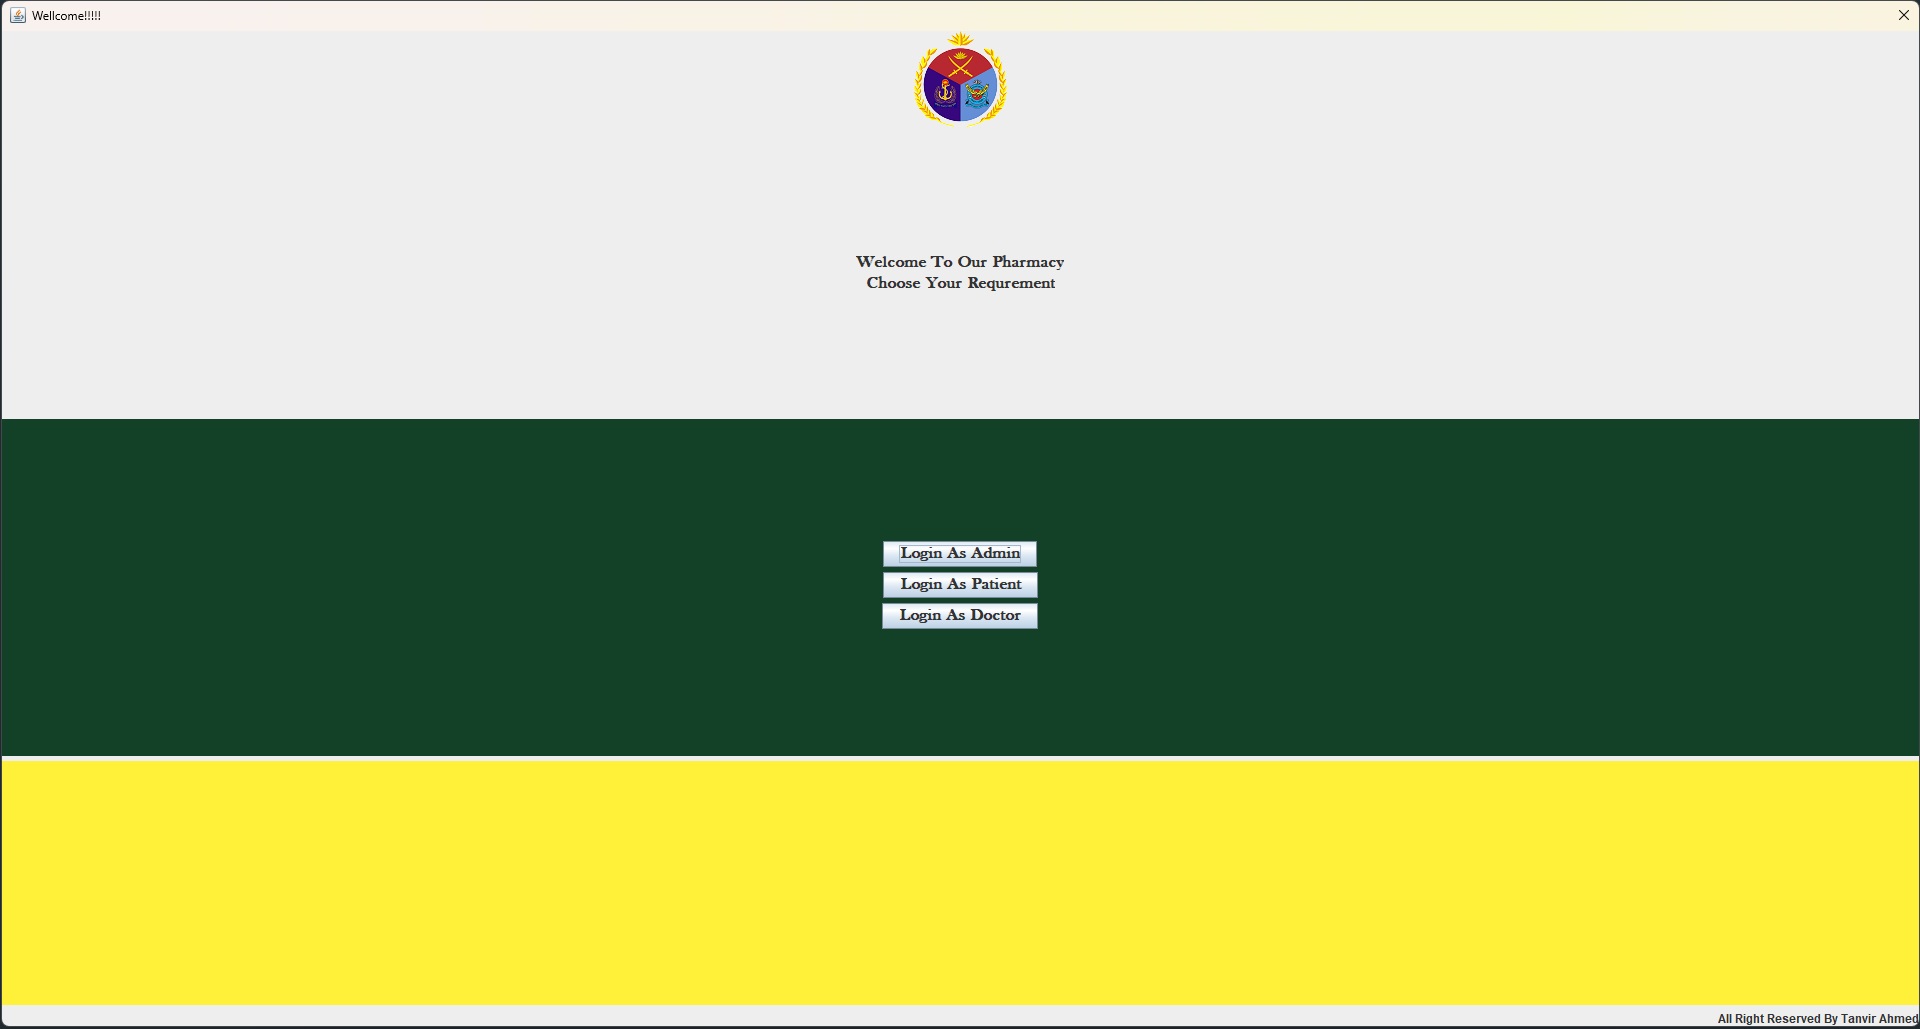 Wellcome!!!!!
Welcome To Our Pharmacy
Choose Your Requrement
Login As Admin
Login As Patient
Login As Doctor
All Right Reserved By Tanvir Ahmed